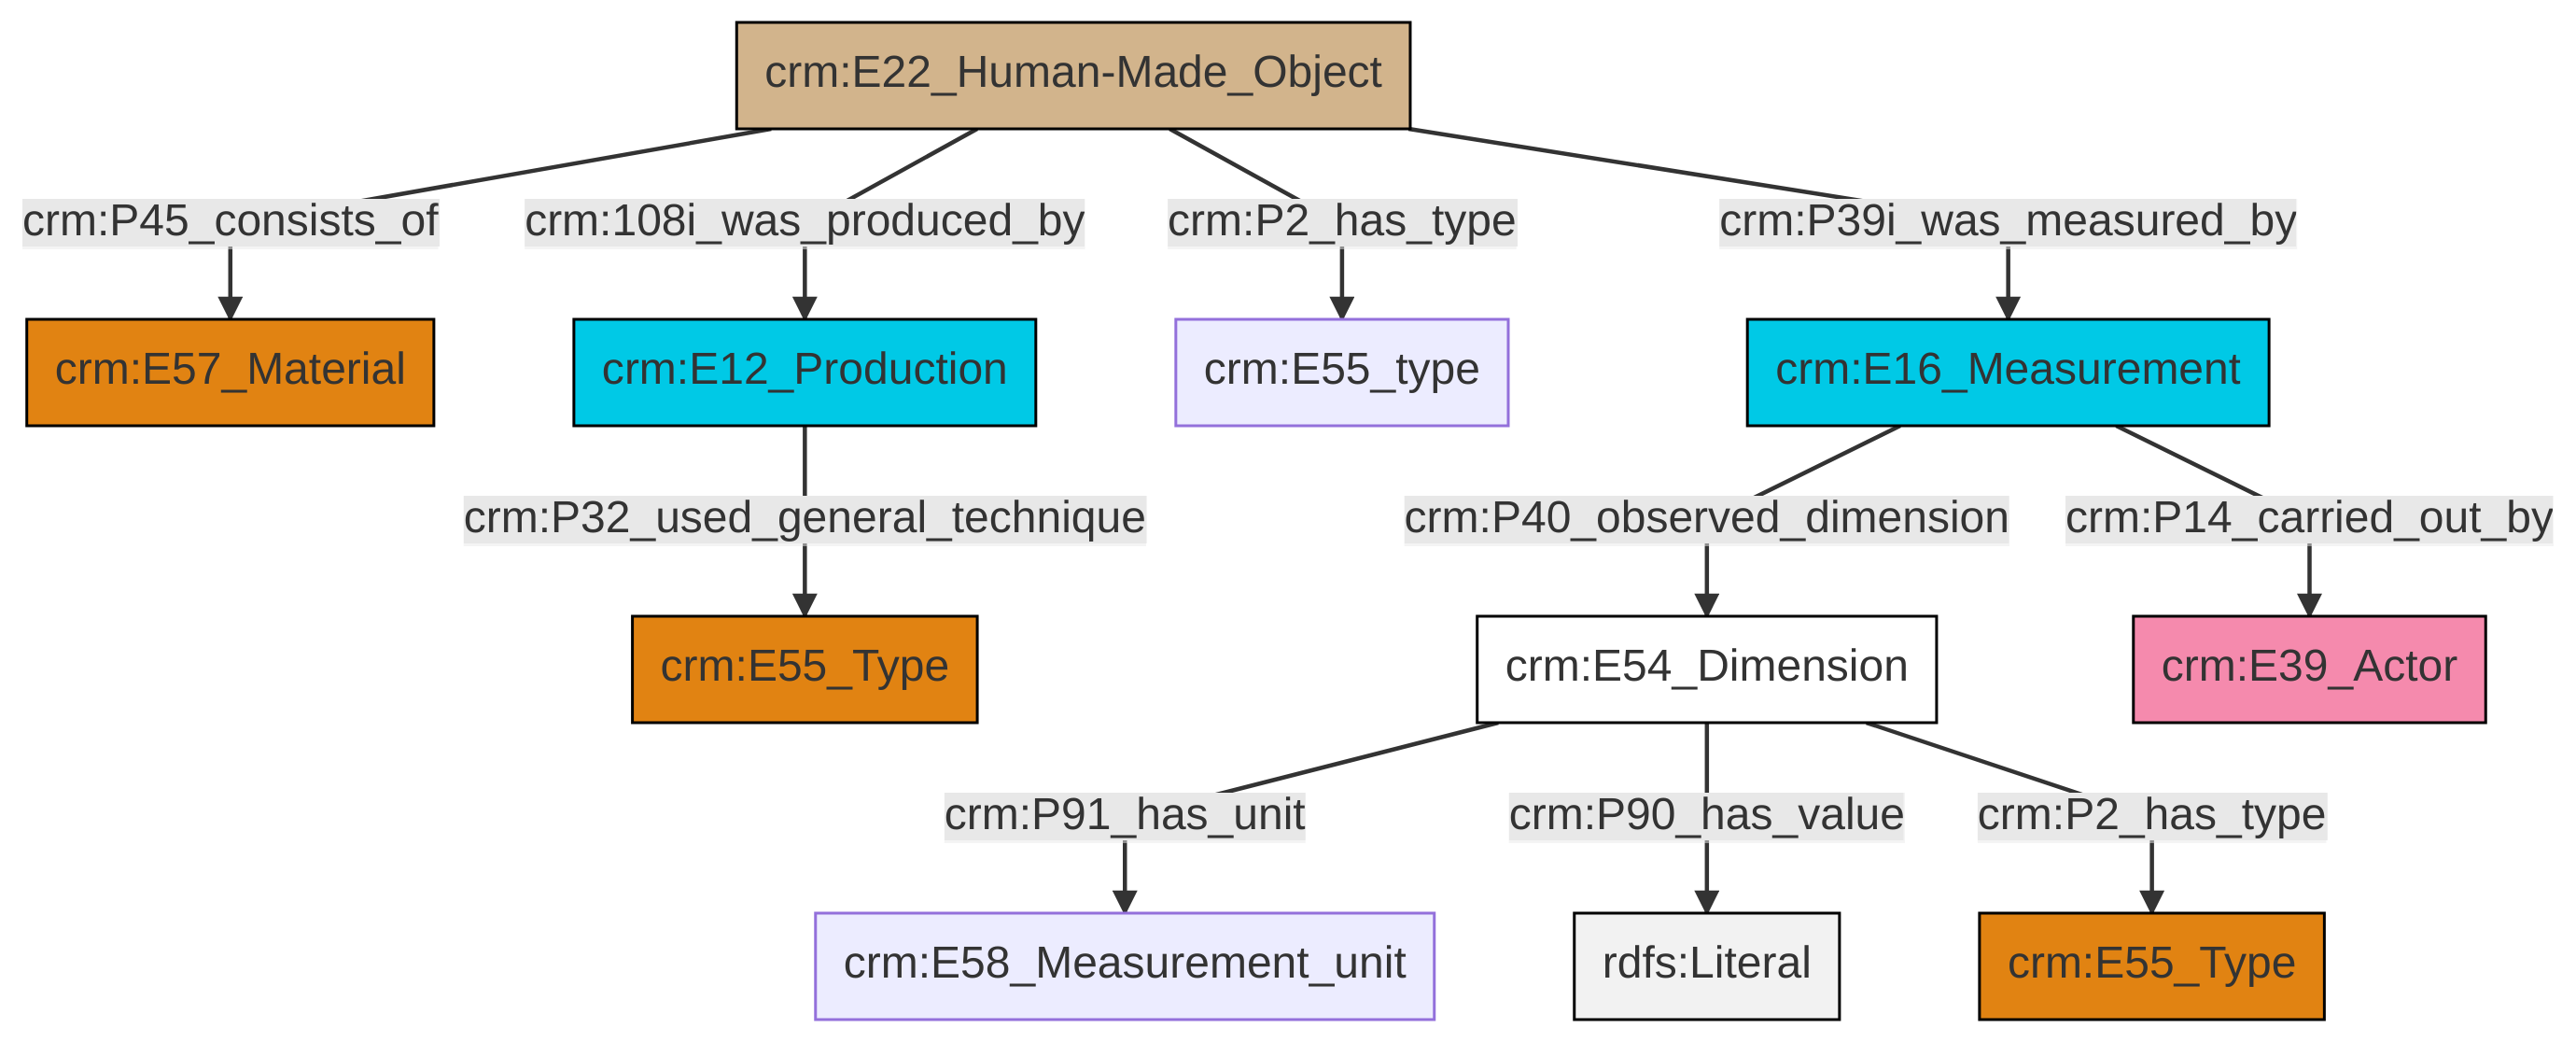 crm:E22_Human-Made_Object
crm:P45_consists_of
crm:108i_was_produced_by
crm:P2_has_type
crm:P39i_was_measured_by
crm:E57_Material
crm:E12_Production
crm:E55_type
crm:E16_Measurement
crm:P32_used_general_technique
crm:P40_observed_dimension
crm:P14_carried_out_by
crm:E55_Type
crm:E54_Dimension
crm:E39_Actor
crm:P91_has_unit
crm:P90_has_value
crm:P2_has_type
crm:E58_Measurement_unit
rdfs:Literal
crm:E55_Type